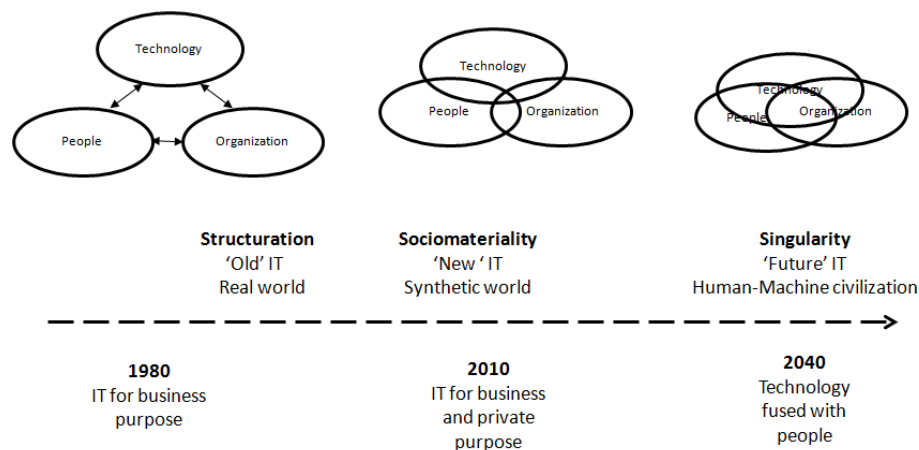 Technology
People
Organization
Technology
People
Organization
Technology
People
Organization
Structuration
'Old' IT
Real world
Sociomateriality
'New ' IT
Synthetic world
Singularity
'Future' IT
Human-Machine civilization
1980
IT for business
purpose
2010
IT for business
and private
purpose
2040
Technology
fused with
people